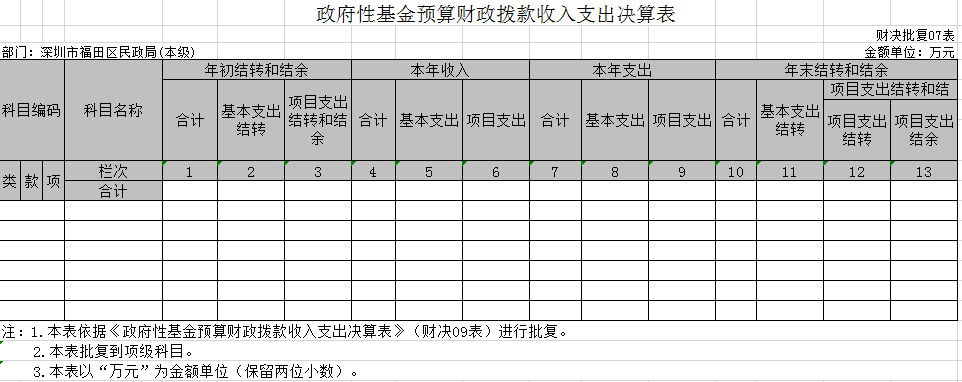 政府性基金预算财政拨款收入支出决算表
财决批复07表
部门：深圳市福田区民政局(本级)
金额单位：万元
科目编码
科目名称
年初结转和结余
本年收入
本年支出
年末结转和结余
合计
基本支出
结转
项目支出
结转和结
余
合计
基本支出
项目支出
合计
基本支出
项目支出
合计
基本支出
结转
项目支出结转和结
项目支出
结转
项目支出
结余
类 款 项
栏次 1 2 3 4 5 6 7 8 9 10 11 12 13
合计
注：1.本表依据《政府性基金预算财政拨款收入支出决算表》（财决09表）进行批复。
2.本表批复到项级科目。
3.本表以“万元”为金额单位（保留两位小数）。